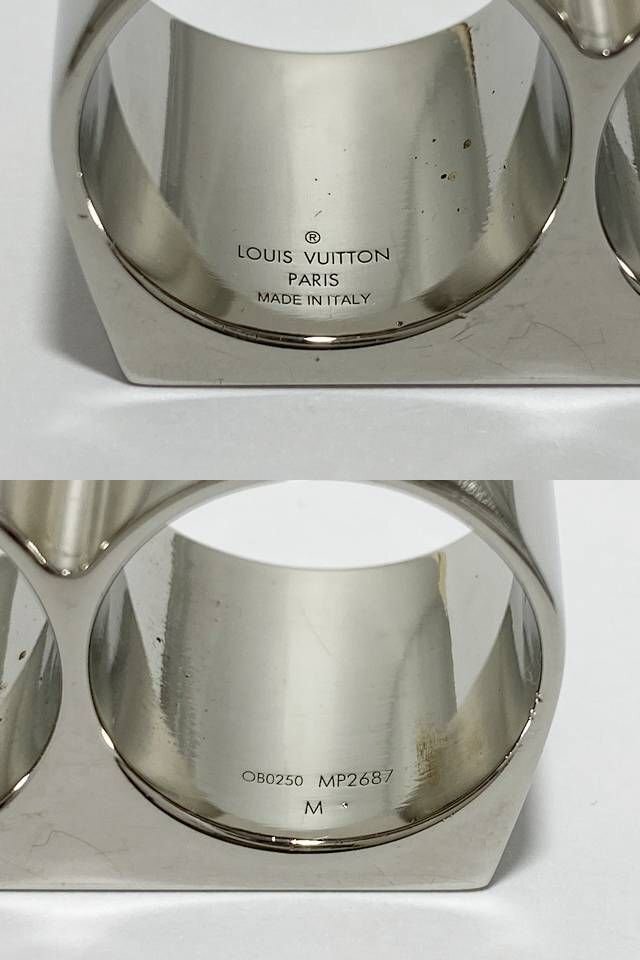 ®
LOUIS VUITTON
PARIS
MADE IN ITALY
OB0250 MP2687
M